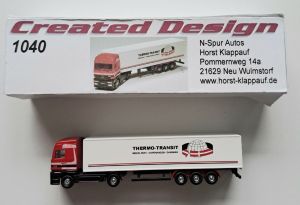 Created Design
1040
N-Spur Autos
Horst Klappauf
Pommernweg 14a
21629 Neu Wulmstorf
www.horst-klappauf.de
THERMO-TRANSIT